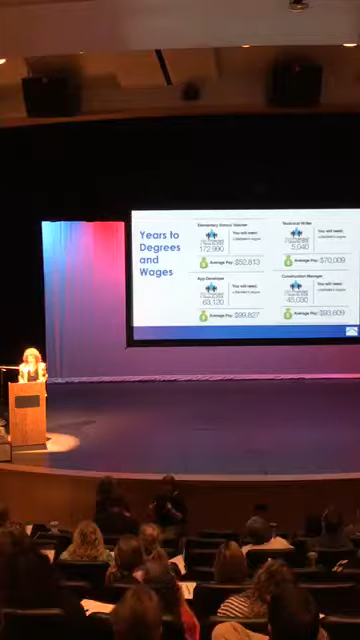 Years to
Degrees
and
Wages
Elementary School Teacher
You will need:
172,990
Average Pay: $52,813
Technical Writer
You will need:
5,040
Average Pay: $70,009
App Developer
You will need:
63,120
Average Pay: $99,827
Construction Manager
You will need:
45,030
Average Pay: $93,609